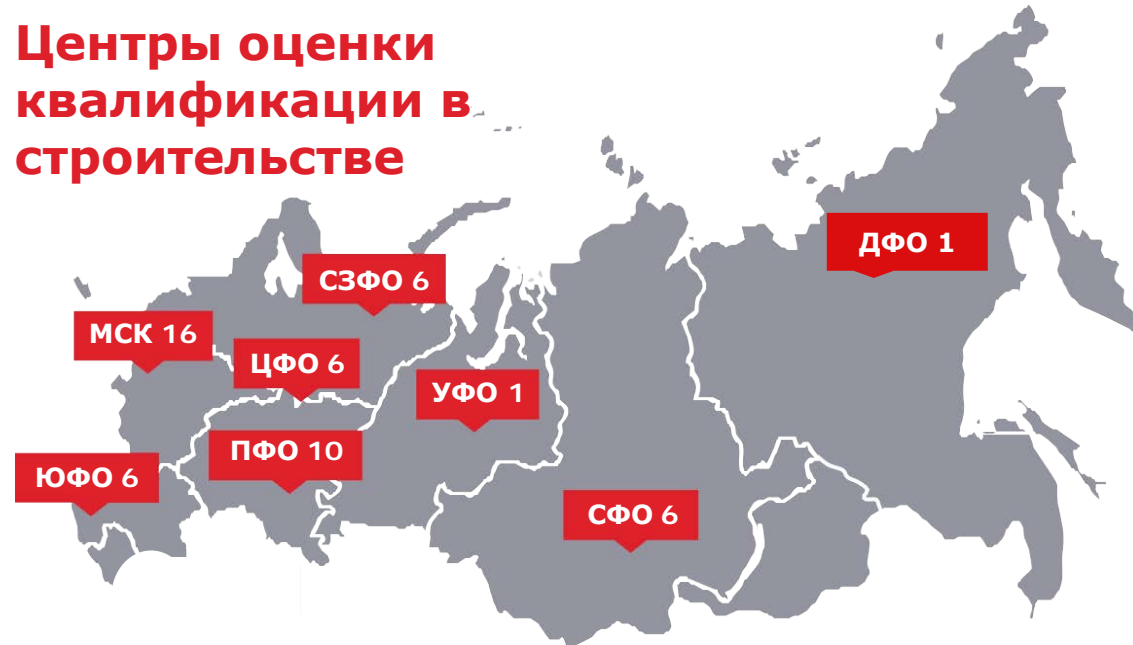 Центры оценки
квалификации в
строительстве
ДФО 1
СЗФО 6
МСК 16
ЦФО 6
УФО 1
ПФО 10
ЮФО 6
СФО 6